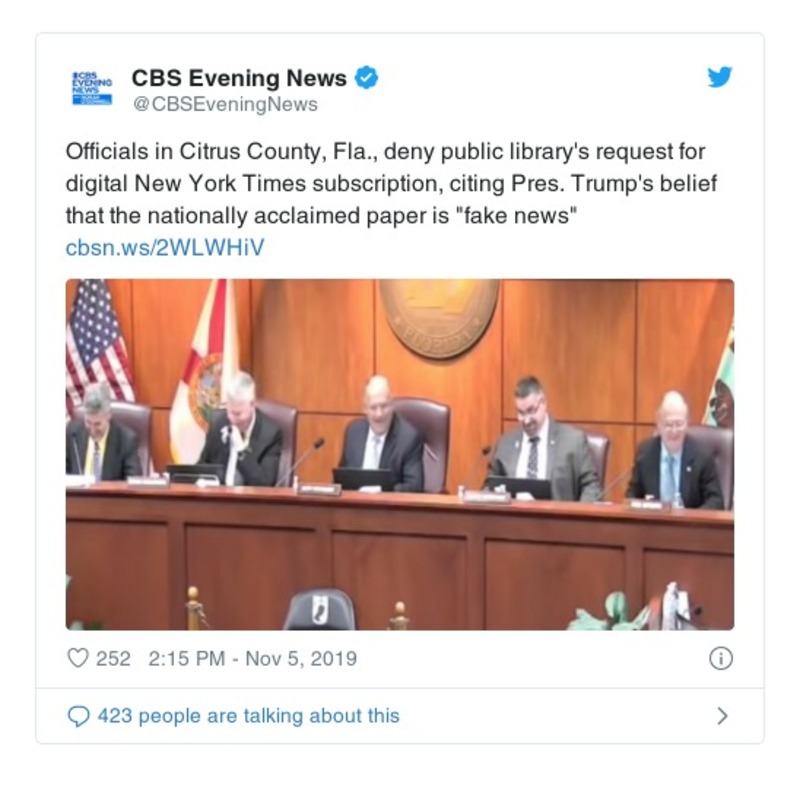 CBS
EVENING
NEWS
CBS Evening News
@CBSEveningNews
Officials in Citrus County, Fla., deny public library's request for
digital New York Times subscription, citing Pres. Trump's belief
that the nationally acclaimed paper is "fake news"
cbsn.ws/2WLWHiV
252 2:15 PM - Nov 5, 2019
423 people are talking about this